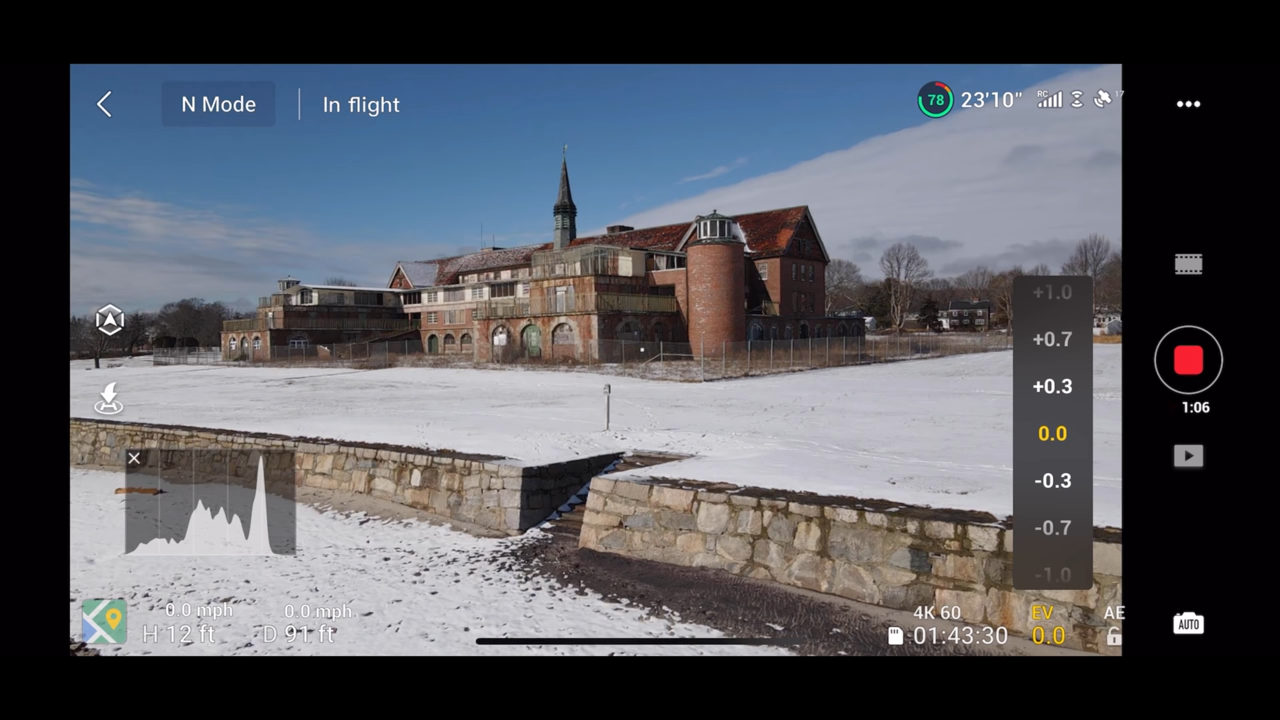 N Mode
In flight
78
23'10"
RC
17
+1.0
+0.7
+0.3
0.0
-0.3
-0.7
-1.0
1:06
0.0 mph
0.0 mph
H 12 ft
D 91 ft
4K 60
EV
AE
01:43:30
0.0
AUTO